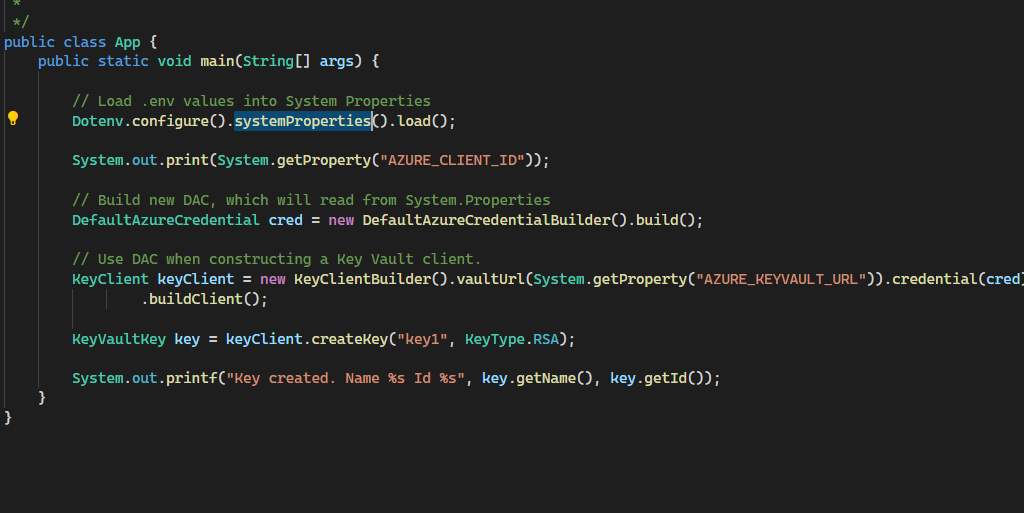 *
*/
public class App {
public static void main(String[] args) {
// Load .env values into System Properties
Dotenv.configure().systemProperties().load();
System.out.print(System.getProperty("AZURE_CLIENT_ID"));
// Build new DAC, which will read from System.Properties
DefaultAzureCredential cred = new DefaultAzureCredentialBuilder().build();
// Use DAC when constructing a Key Vault client.
KeyClient keyClient = new KeyClientBuilder().vaultUrl(System.getProperty("AZURE_KEYVAULT_URL")).credential(cred)
.buildClient();
KeyVaultKey key = keyClient.createKey("key1", KeyType.RSA);
System.out.printf("Key created. Name %s Id %s", key.getName(), key.getId());
}
}